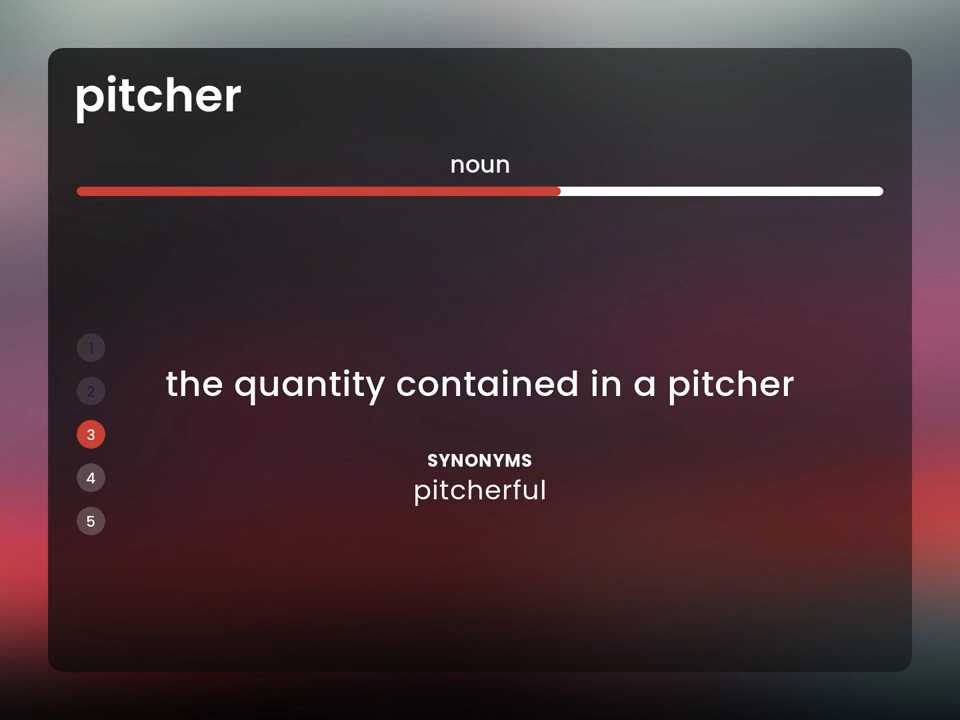 pitcher
noun
1
2
3
4
5
the quantity contained in a pitcher
SYNONYMS
pitcherful